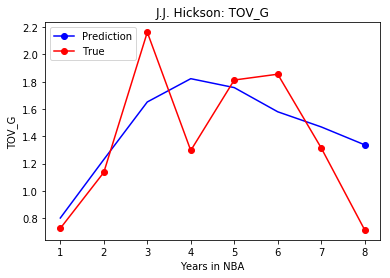 J.J. Hickson: TOV_G
Prediction
True
TOV_G
2.2
2.0
1.8
1.6
1.4
1.2
1.0
0.8
1 2 3 4 5 6 7 8
Years in NBA